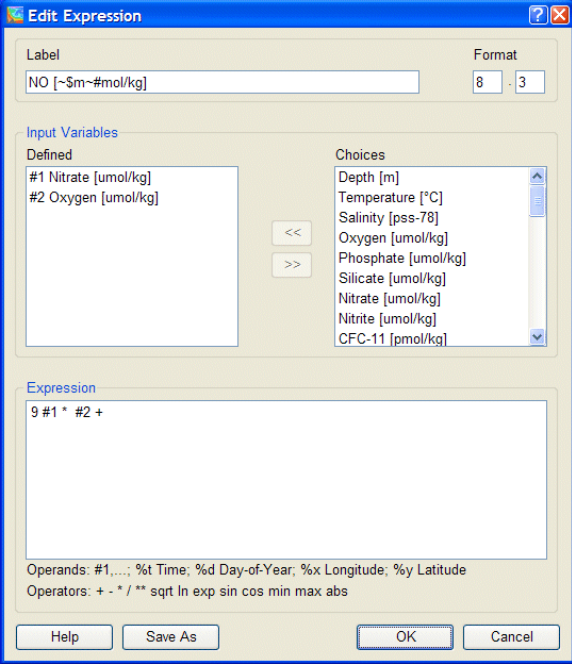 Edit Expression
Label
Format
NO [~$m~#mol/kg]
8 . 3
Input Variables
Defined
#1 Nitrate [umol/kg]
#2 Oxygen [umol/kg]
<<
>>
Choices
Depth [m]
Temperature [°C]
Salinity [pss-78]
Oxygen [umol/kg]
Phosphate [umol/kg]
Silicate [umol/kg]
Nitrate [umol/kg]
Nitrite [umol/kg]
CFC-11 [pmol/kg]
Expression
9 #1 *  #2 +
Operands: #1,...; %t Time; %d Day-of-Year; %x Longitude; %y Latitude
Operators: + - * / ** sqrt ln exp sin cos min max abs
Help
Save As
OK
Cancel